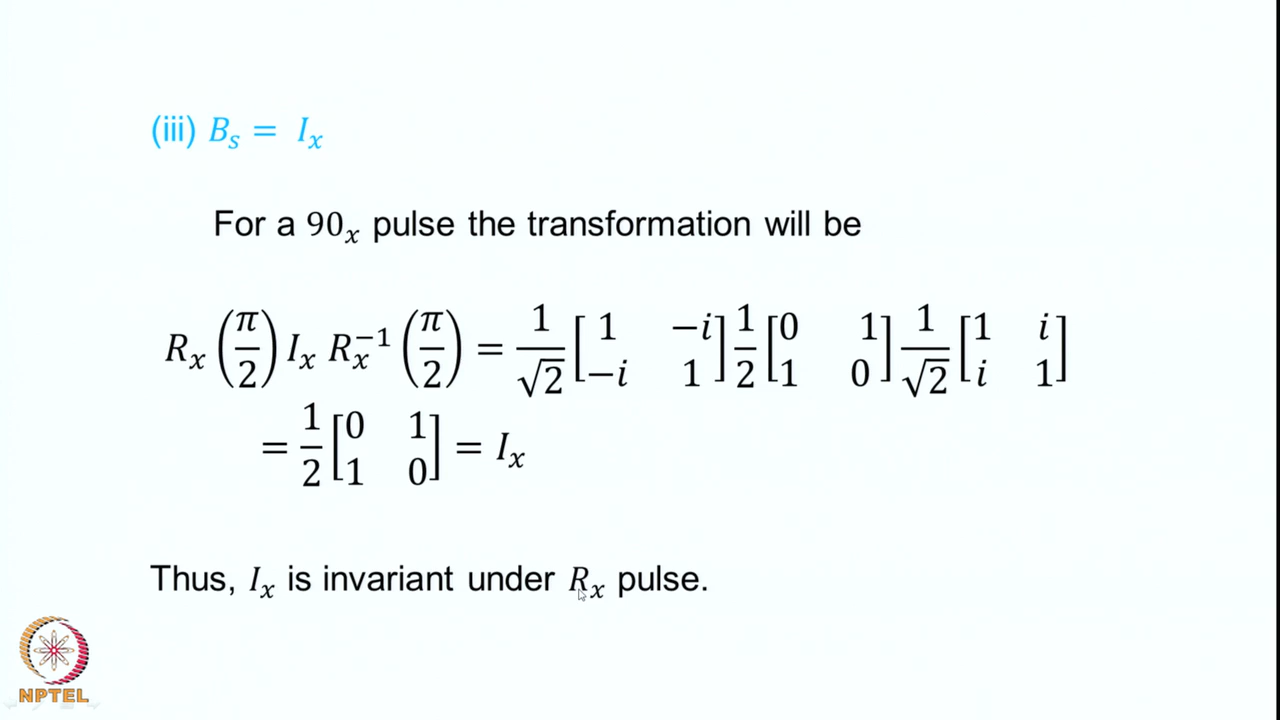 (iii) B_s = I_x
For a 90_x pulse the transformation will be
R_x (π/2) I_x R_x^{-1} (π/2) = 1/√2 [1 −i; −i 1] 1/2 [0 1; 1 0] 1/√2 [1 i; i 1]
= 1/2 [0 1; 1 0] = I_x
Thus, I_x is invariant under R_x pulse.
NPTEL